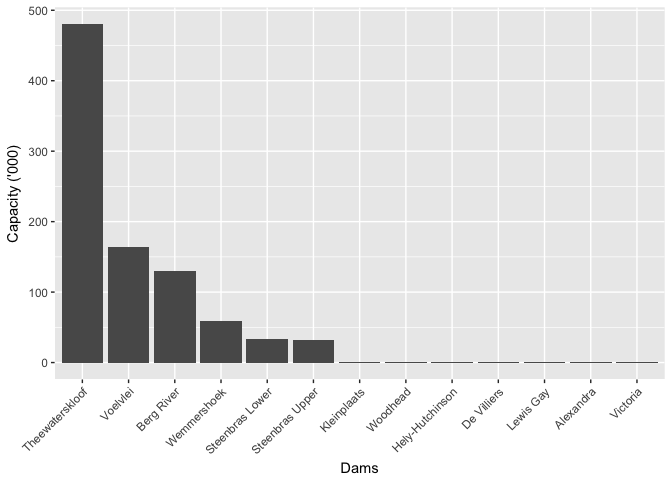 500
400
300
200
100
0
Capacity ('000)
Theewaterskloof
Voelvlei
Berg River
Wemmershoek
Steenbras Lower
Steenbras Upper
Kleinplaats
Woodhead
Hely-Hutchinson
De Villiers
Lewis Gay
Alexandra
Victoria
Dams